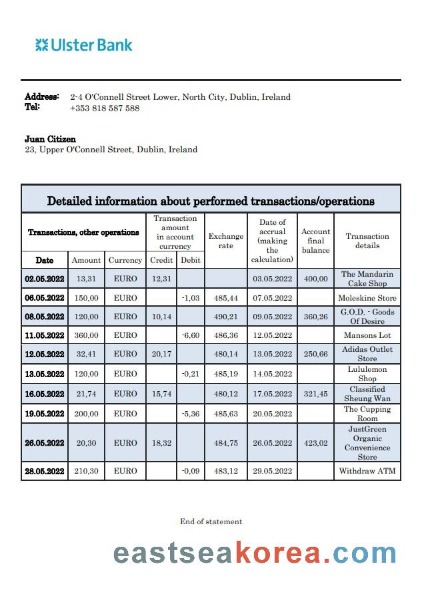 Ulster Bank
Address: 2-4 O'Connell Street Lower, North City, Dublin, Ireland
Tel: +353 818 587 588
Juan Citizen
23, Upper O'Connell Street, Dublin, Ireland
Detailed information about performed transactions/operations
Transactions, other operations
Transaction
amount
in account
currency
Exchange
rate
Date of
accrual
(making
the
calculation)
Account
final
balance
Transaction
details
Date Amount Currency Credit Debit
02.05.2022 13,31 EURO 12,31 03.05.2022 400,00 The Mandarin
Cake Shop
06.05.2022 150,00 EURO -1,03 485,44 07.05.2022 Moleskine Store
08.05.2022 120,00 EURO 10,14 490,21 09.05.2022 360,26 G.O.D. - Goods
Of Desire
11.05.2022 360,00 EURO -6,60 486,36 12.05.2022 Mansons Lot
12.05.2022 32,41 EURO 20,17 480,14 13.05.2022 250,66 Adidas Outlet
Store
13.05.2022 120,00 EURO -0,21 485,19 14.05.2022 Lululemon
Shop
16.05.2022 21,74 EURO 15,74 480,12 17.05.2022 321,45 Classified
Sheung Wan
19.05.2022 200,00 EURO -5,36 485,63 20.05.2022 The Cupping
Room
26.05.2022 20,30 EURO 18,32 484,75 26.05.2022 423,02 JustGreen
Organic
Convenience
Store
28.05.2022 210,30 EURO -0,09 483,12 29.05.2022 Withdraw ATM
End of statement
eastseakorea.com